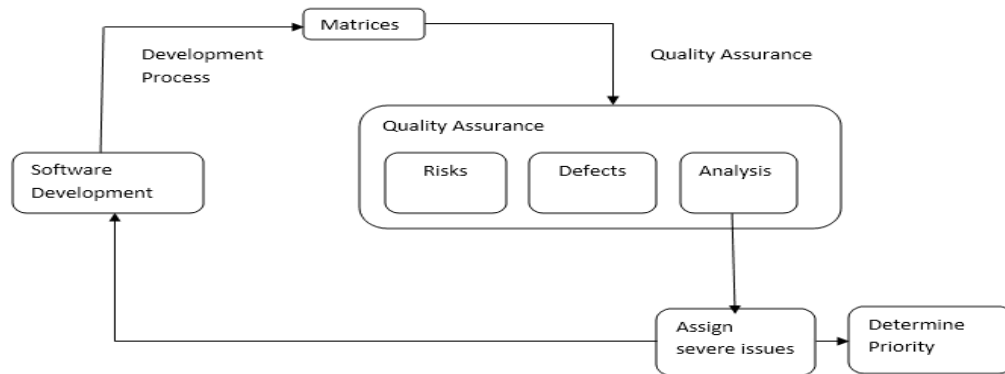 Matrices
Development
Process
Quality Assurance
Quality Assurance
Risks
Defects
Analysis
Software
Development
Assign
severe issues
Determine
Priority